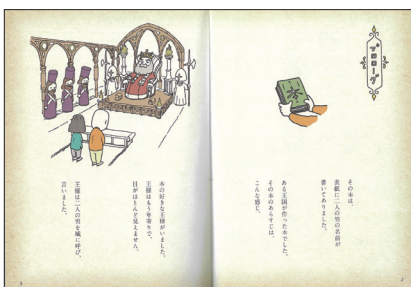 プロローグ
その本は、
表紙に二人の男の名前が
書いてありました。
ある王国が作った本でした。
その本のあらすじは、
こんな感じ。
本の好きな王様がいました。
王様はもう年寄りで、
目がほとんど見えません。
王様は二人の男を城に呼び、
言いました。